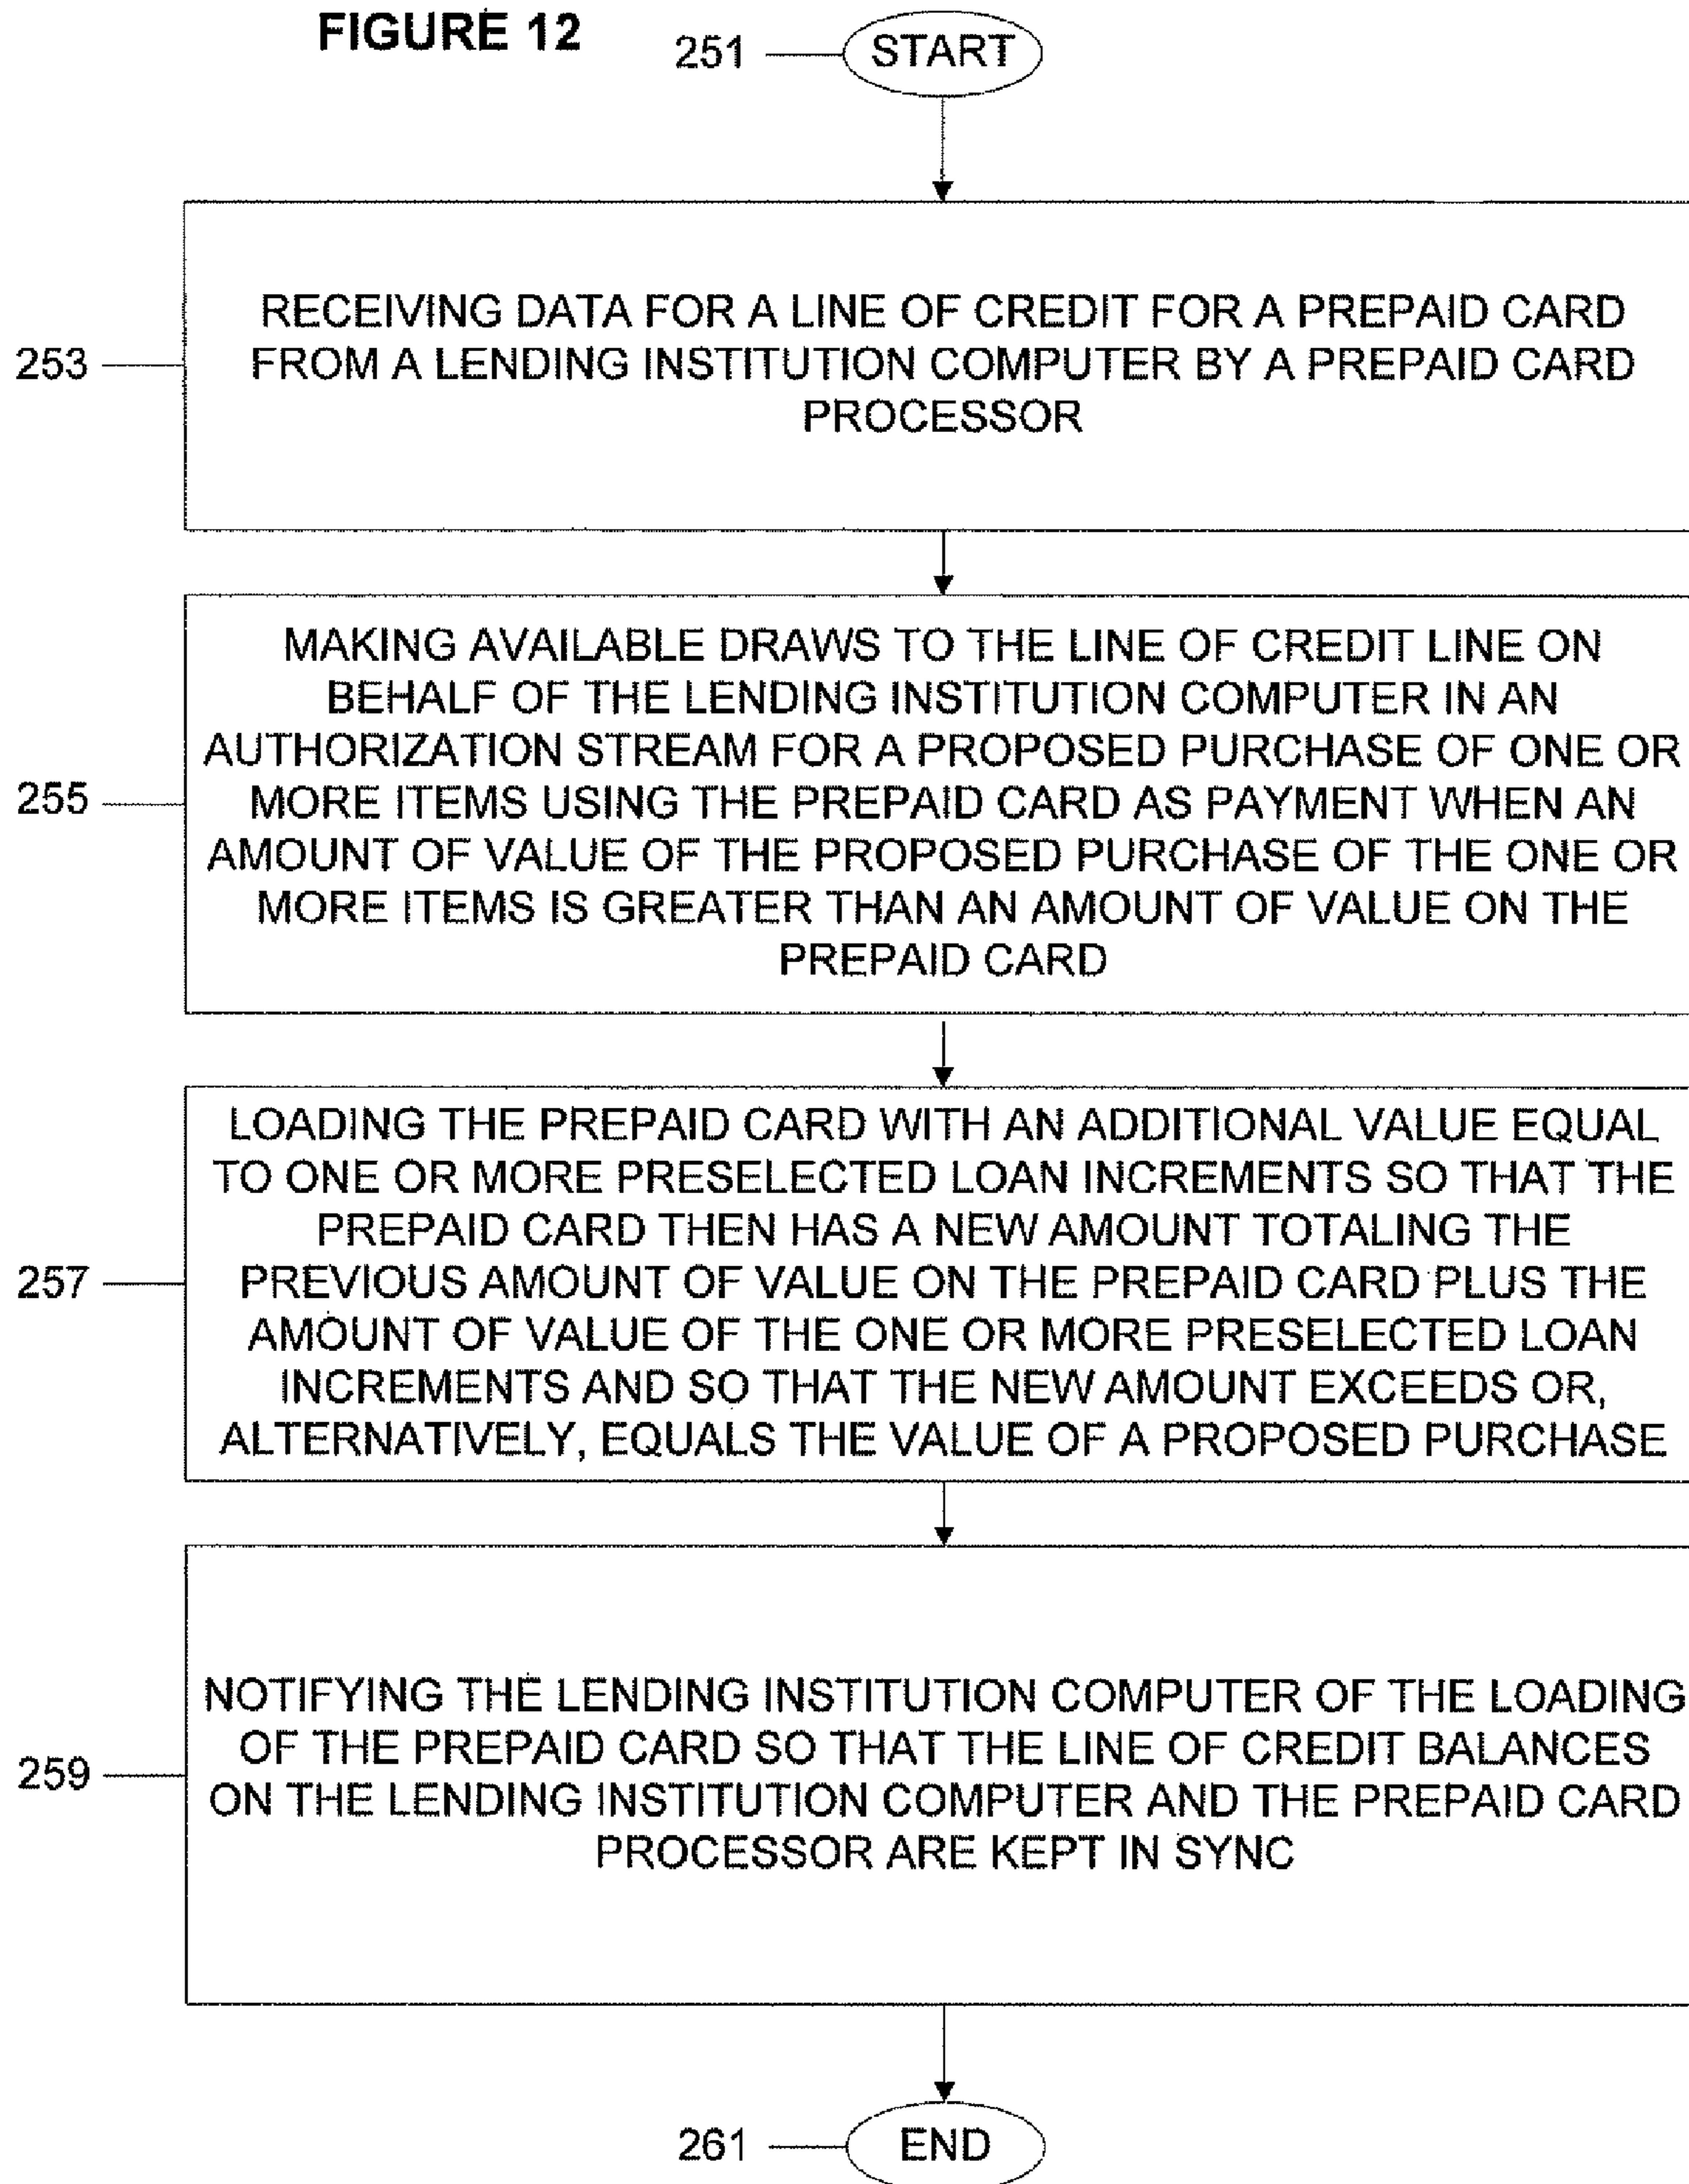 FIGURE 12
251
START
253
RECEIVING DATA FOR A LINE OF CREDIT FOR A PREPAID CARD
FROM A LENDING INSTITUTION COMPUTER BY A PREPAID CARD
PROCESSOR
255
MAKING AVAILABLE DRAWS TO THE LINE OF CREDIT LINE ON
BEHALF OF THE LENDING INSTITUTION COMPUTER IN AN
AUTHORIZATION STREAM FOR A PROPOSED PURCHASE OF ONE OR
MORE ITEMS USING THE PREPAID CARD AS PAYMENT WHEN AN
AMOUNT OF VALUE OF THE PROPOSED PURCHASE OF THE ONE OR
MORE ITEMS IS GREATER THAN AN AMOUNT OF VALUE ON THE
PREPAID CARD
257
LOADING THE PREPAID CARD WITH AN ADDITIONAL VALUE EQUAL
TO ONE OR MORE PRESELECTED LOAN INCREMENTS SO THAT THE
PREPAID CARD THEN HAS A NEW AMOUNT TOTALING THE
PREVIOUS AMOUNT OF VALUE ON THE PREPAID CARD PLUS THE
AMOUNT OF VALUE OF THE ONE OR MORE PRESELECTED LOAN
INCREMENTS AND SO THAT THE NEW AMOUNT EXCEEDS OR,
ALTERNATIVELY, EQUALS THE VALUE OF A PROPOSED PURCHASE
259
NOTIFYING THE LENDING INSTITUTION COMPUTER OF THE LOADING
OF THE PREPAID CARD SO THAT THE LINE OF CREDIT BALANCES
ON THE LENDING INSTITUTION COMPUTER AND THE PREPAID CARD
PROCESSOR ARE KEPT IN SYNC
261
END